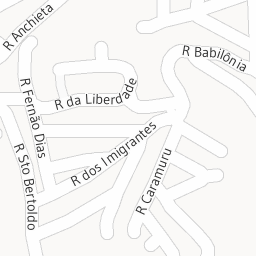 R Anchieta
R Babilônia
R da Liberdade
R Fernão Dias
R dos Imigrantes
R Sto Bertoldo
R Caramuru